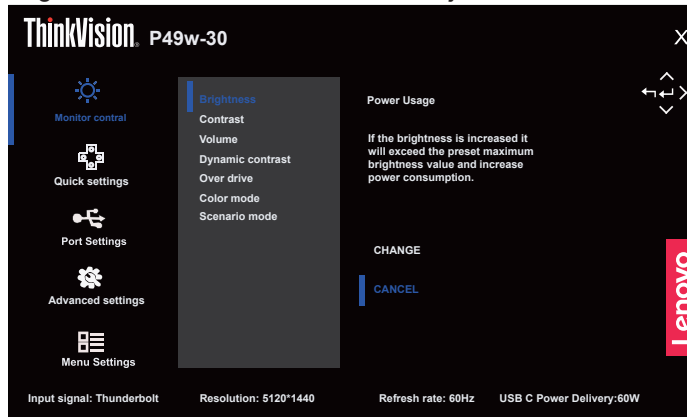 ThinkVision. P49w-30
X
Monitor contral
Quick settings
Port Settings
Advanced settings
Menu Settings
Brightness
Contrast
Volume
Dynamic contrast
Over drive
Color mode
Scenario mode
Power Usage
If the brightness is increased it
will exceed the preset maximum
brightness value and increase
power consumption.
CHANGE
CANCEL
Lenovo
Input signal: Thunderbolt Resolution: 5120*1440 Refresh rate: 60Hz USB C Power Delivery:60W